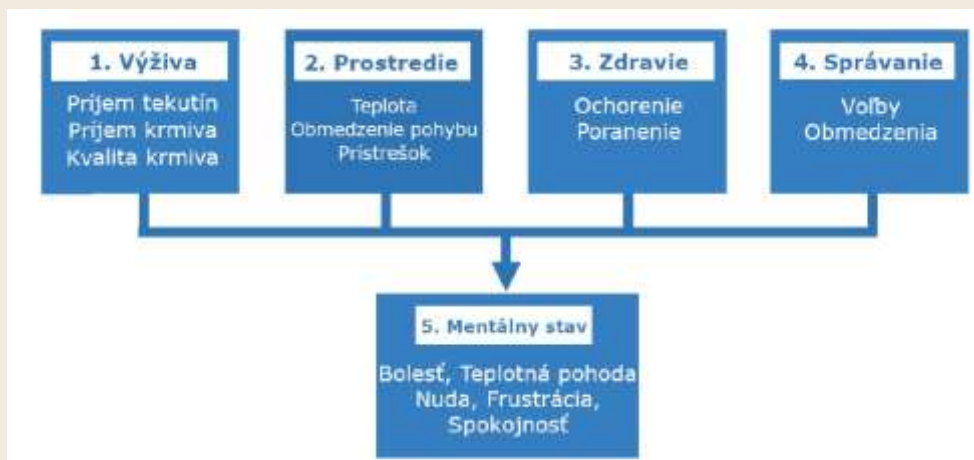 1. Výživa
Príjem tekutín
Príjem krmiva
Kvalita krmiva
2. Prostredie
Teplota
Obmedzenie pohybu
Prístrešok
3. Zdravie
Ochorenie
Poranenie
4. Správanie
Voľby
Obmedzenia
5. Mentálny stav
Bolesť, Teplotná pohoda
Nuda, Frustrácia,
Spokojnosť